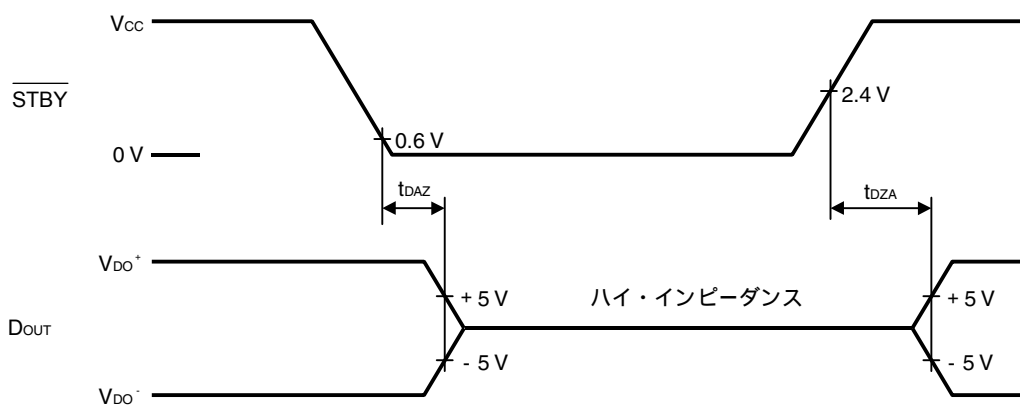 VCC
STBY
2.4 V
0.6 V
0 V
tDAZ
tDZA
VDO+
+ 5 V
ハイ・インピーダンス
+ 5 V
DOUT
- 5 V
- 5 V
VDO-